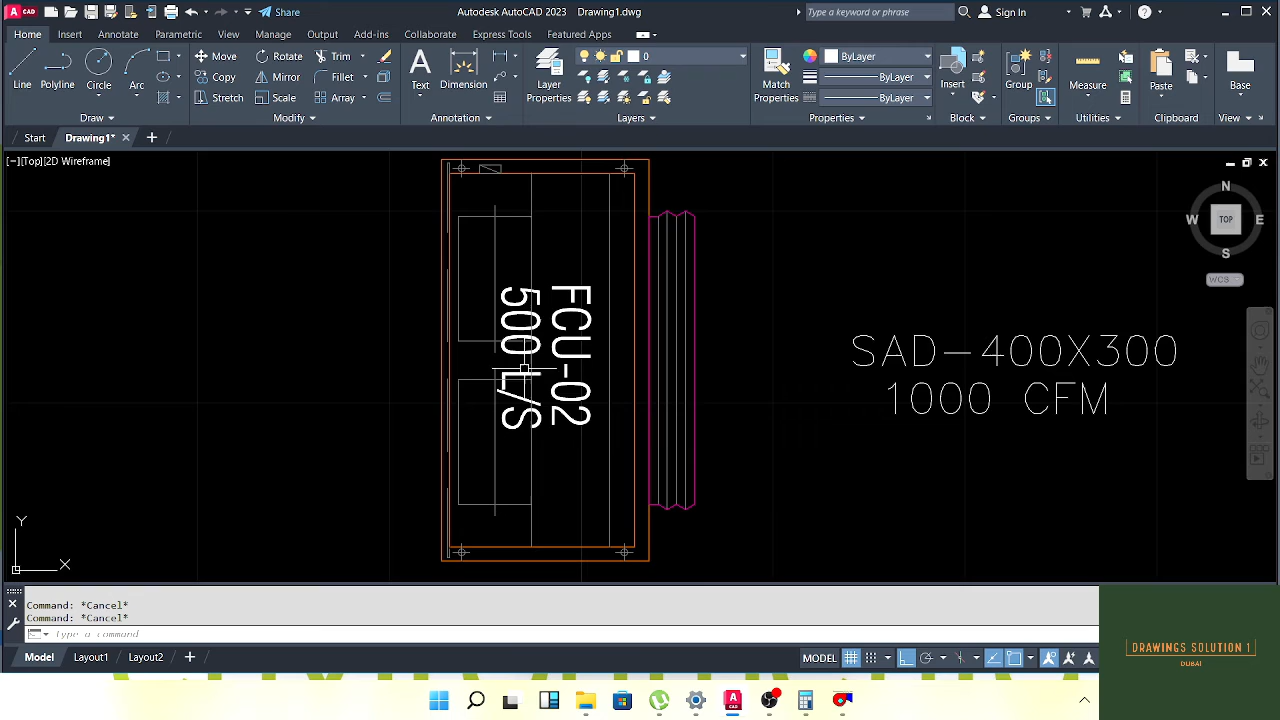 Share
Autodesk AutoCAD 2023 Drawing1.dwg
Type a keyword or phrase
Sign In
Home Insert Annotate Parametric View Manage Output Add-ins Collaborate Express Tools Featured Apps
Line Polyline Circle Arc
Move Rotate Trim
Copy Mirror Fillet
Stretch Scale Array
Text Dimension
Layer Properties
0
Match Properties
ByLayer
ByLayer
ByLayer
Insert Group Measure Paste Base
Draw Modify Annotation Layers Properties Block Groups Utilities Clipboard View
Start Drawing1*
[−][Top][2D Wireframe]
N
W TOP E
S
WCS
FCU-02
500 L/S
SAD-400X300
1000 CFM
Y
X
Command: *Cancel*
Command: *Cancel*
Type a command
Model Layout1 Layout2
MODEL
DRAWINGS SOLUTION 1
DUBAI